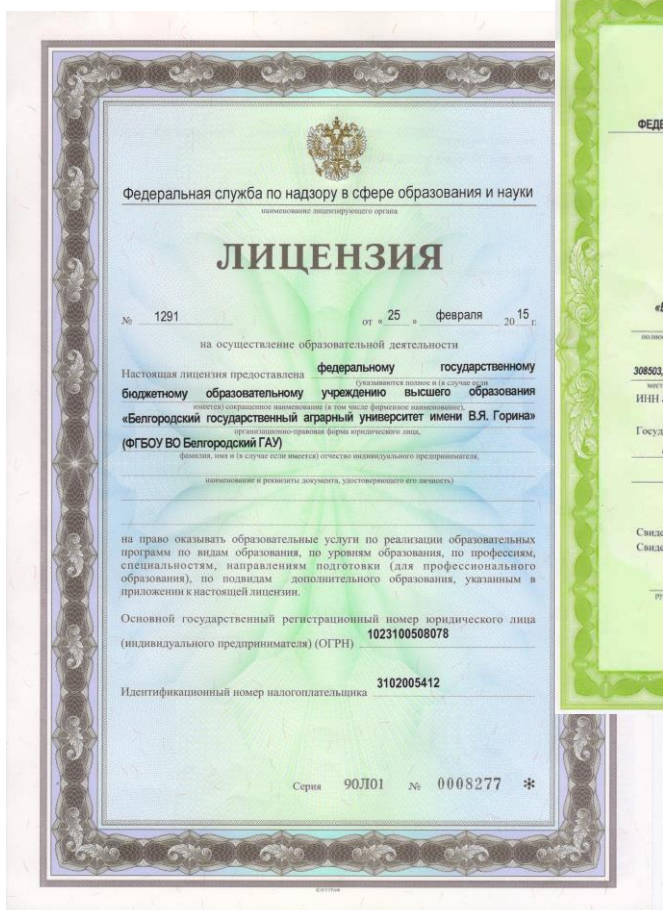 Федеральная служба по надзору в сфере образования и науки
наименование лицензирующего органа
ЛИЦЕНЗИЯ
№ 1291 от « 25 » февраля 20 15 г.
на осуществление образовательной деятельности
Настоящая лицензия предоставлена федеральному государственному
(указываются полное и (в случае если
бюджетному образовательному учреждению высшего образования
имеется) сокращенное наименование (в том числе фирменное наименование),
«Белгородский государственный аграрный университет имени В.Я. Горина»
организационно-правовая форма юридического лица,
(ФГБОУ ВО Белгородский ГАУ)
фамилия, имя и (в случае если имеется) отчество индивидуального предпринимателя,
наименование и реквизиты документа, удостоверяющего его личность)
на право оказывать образовательные услуги по реализации образовательных
программ по видам образования, по уровням образования, по профессиям,
специальностям, направлениям подготовки (для профессионального
образования), по подвидам дополнительного образования, указанным в
приложении к настоящей лицензии.
Основной государственный регистрационный номер юридического лица
(индивидуального предпринимателя) (ОГРН) 1023100508078
Идентификационный номер налогоплательщика 3102005412
Серия 90Л01 № 0008277 *
308503,
ИНН